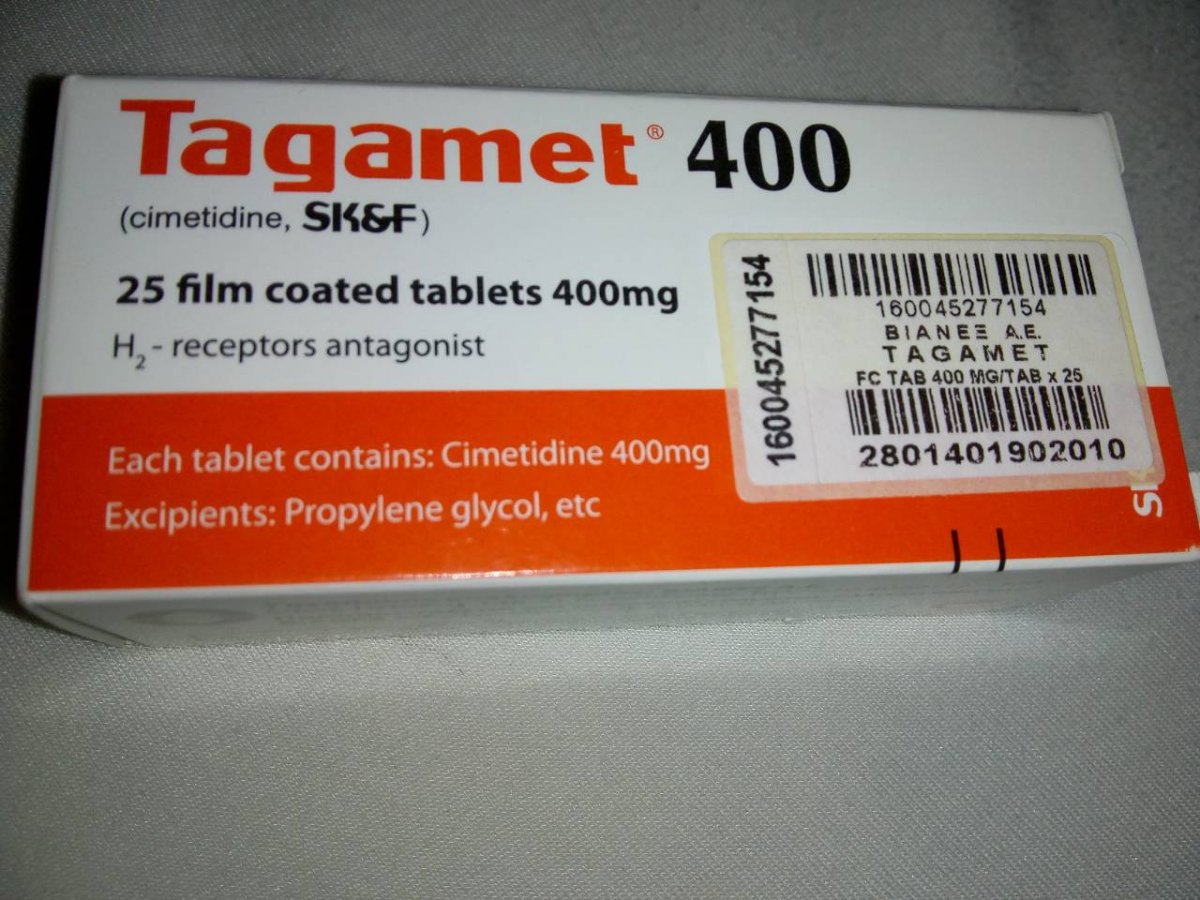 Tagamet® 400
(cimetidine, SK&F)
25 film coated tablets 400mg
H₂ - receptors antagonist
Each tablet contains: Cimetidine 400mg
Excipients: Propylene glycol, etc
160045277154
160045277154
ΒΙΑΝΕΞ Α.Ε.
TAGAMET
FC TAB 400 MG/TAB x 25
2801401902010